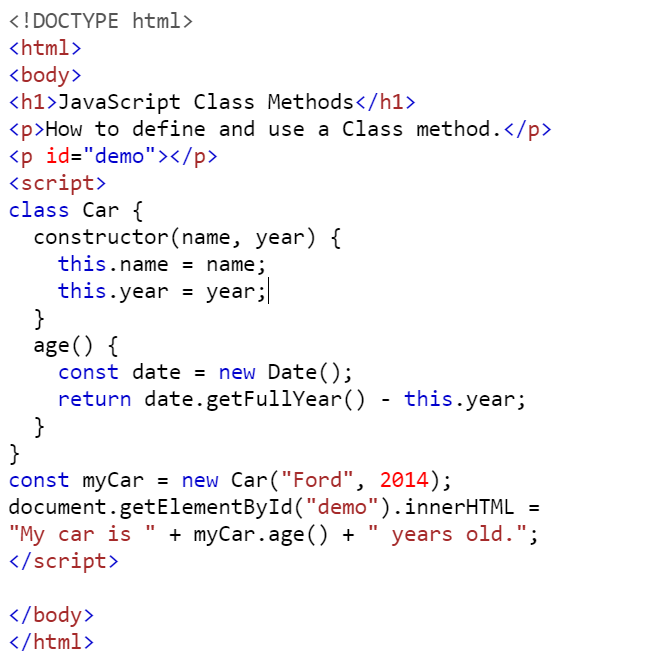 <!DOCTYPE html>
<html>
<body>
<h1>JavaScript Class Methods</h1>
<p>How to define and use a Class method.</p>
<p id="demo"></p>
<script>
class Car {
  constructor(name, year) {
    this.name = name;
    this.year = year;
  }
  age() {
    const date = new Date();
    return date.getFullYear() - this.year;
  }
}
const myCar = new Car("Ford", 2014);
document.getElementById("demo").innerHTML =
"My car is " + myCar.age() + " years old.";
</script>

</body>
</html>